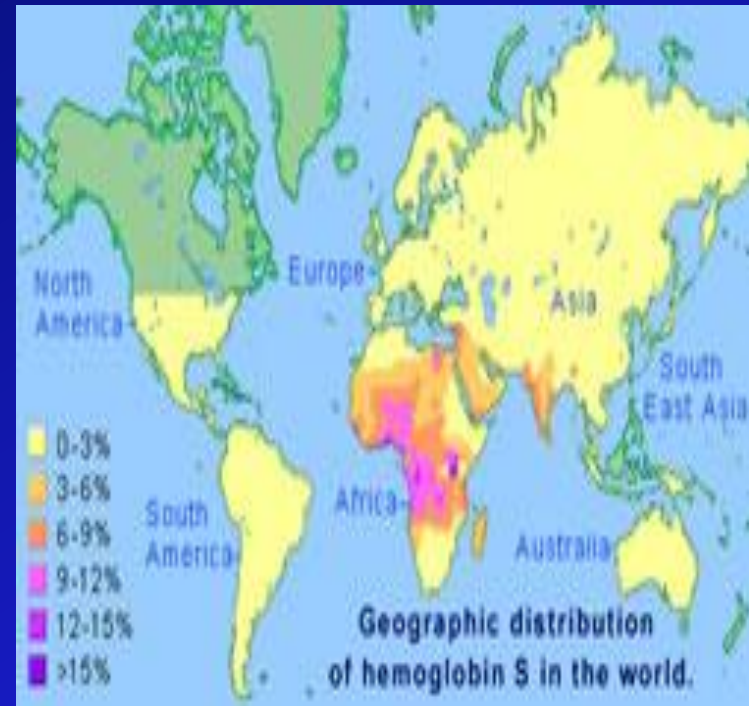 North
America
Europe
Asia
South
East Asia
0-3%
3-6%
6-9%
9-12%
12-15%
>15%
South
America
Africa
Australia
Geographic distribution
of hemoglobin S in the world.